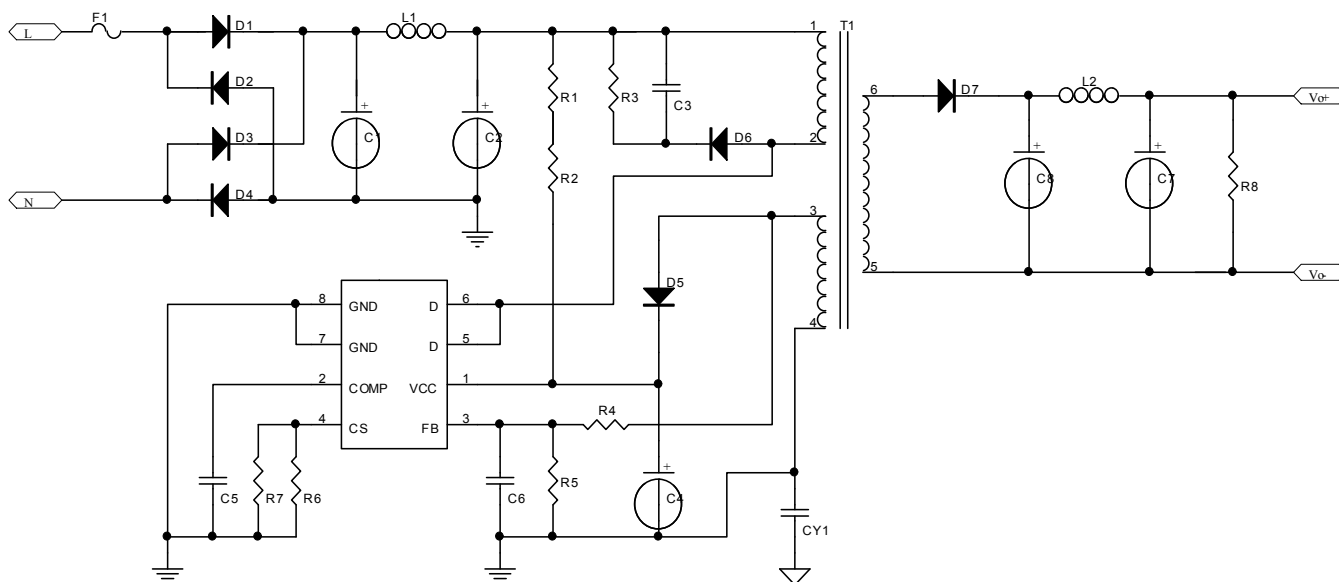 F1
L
D1
L1
1
T1
D2
R1
R3
C3
6
D7
L2
Vo+
+
C1
+
C2
D3
D6
2
+
C8
+
C7
R8
R2
N
D4
3
5
Vo-
D5
4
8
GND
D
6
7
GND
D
5
2
COMP
VCC
1
4
CS
FB
3
R4
+
C5
R7
R6
C6
R5
C4
CY1